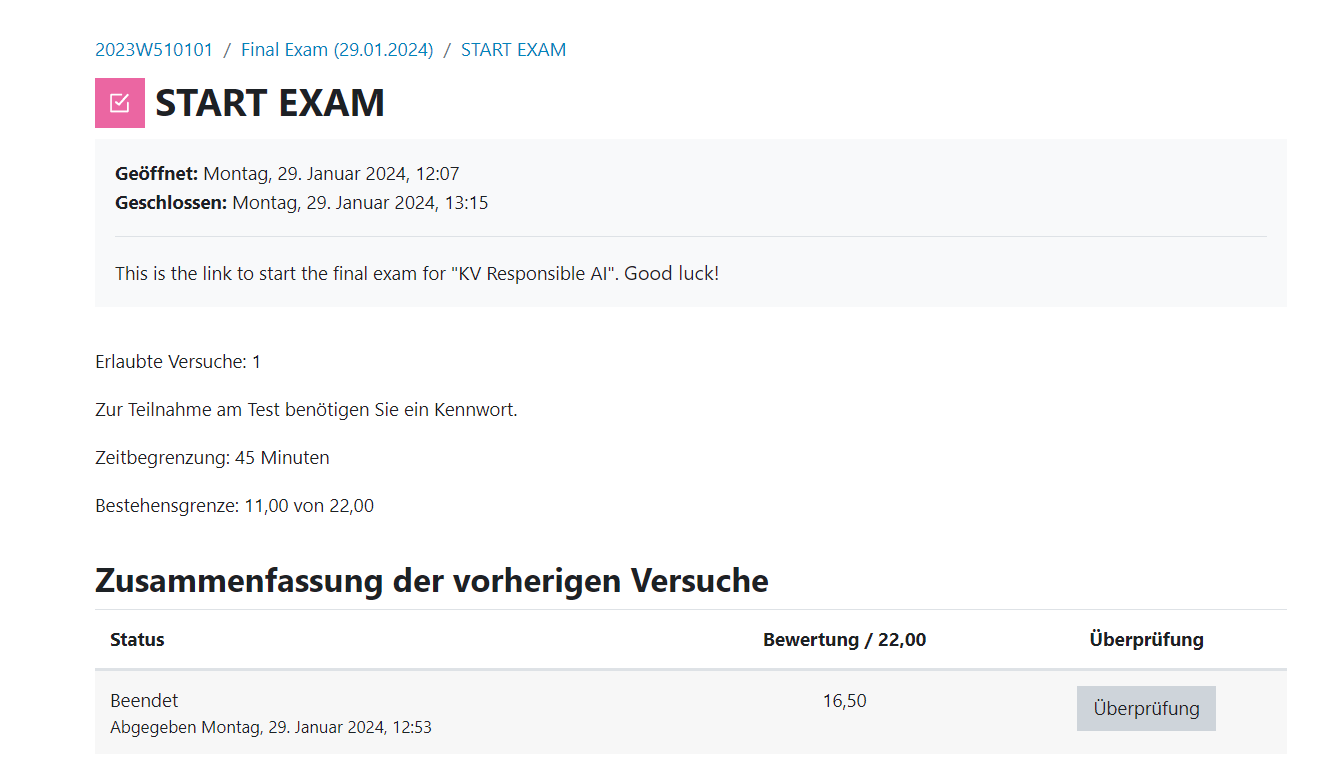 2023W510101 / Final Exam (29.01.2024) / START EXAM
START EXAM
Geöffnet: Montag, 29. Januar 2024, 12:07
Geschlossen: Montag, 29. Januar 2024, 13:15
This is the link to start the final exam for "KV Responsible AI". Good luck!
Erlaubte Versuche: 1
Zur Teilnahme am Test benötigen Sie ein Kennwort.
Zeitbegrenzung: 45 Minuten
Bestehensgrenze: 11,00 von 22,00
Zusammenfassung der vorherigen Versuche
Status Bewertung / 22,00 Überprüfung
Beendet 16,50 Überprüfung
Abgegeben Montag, 29. Januar 2024, 12:53